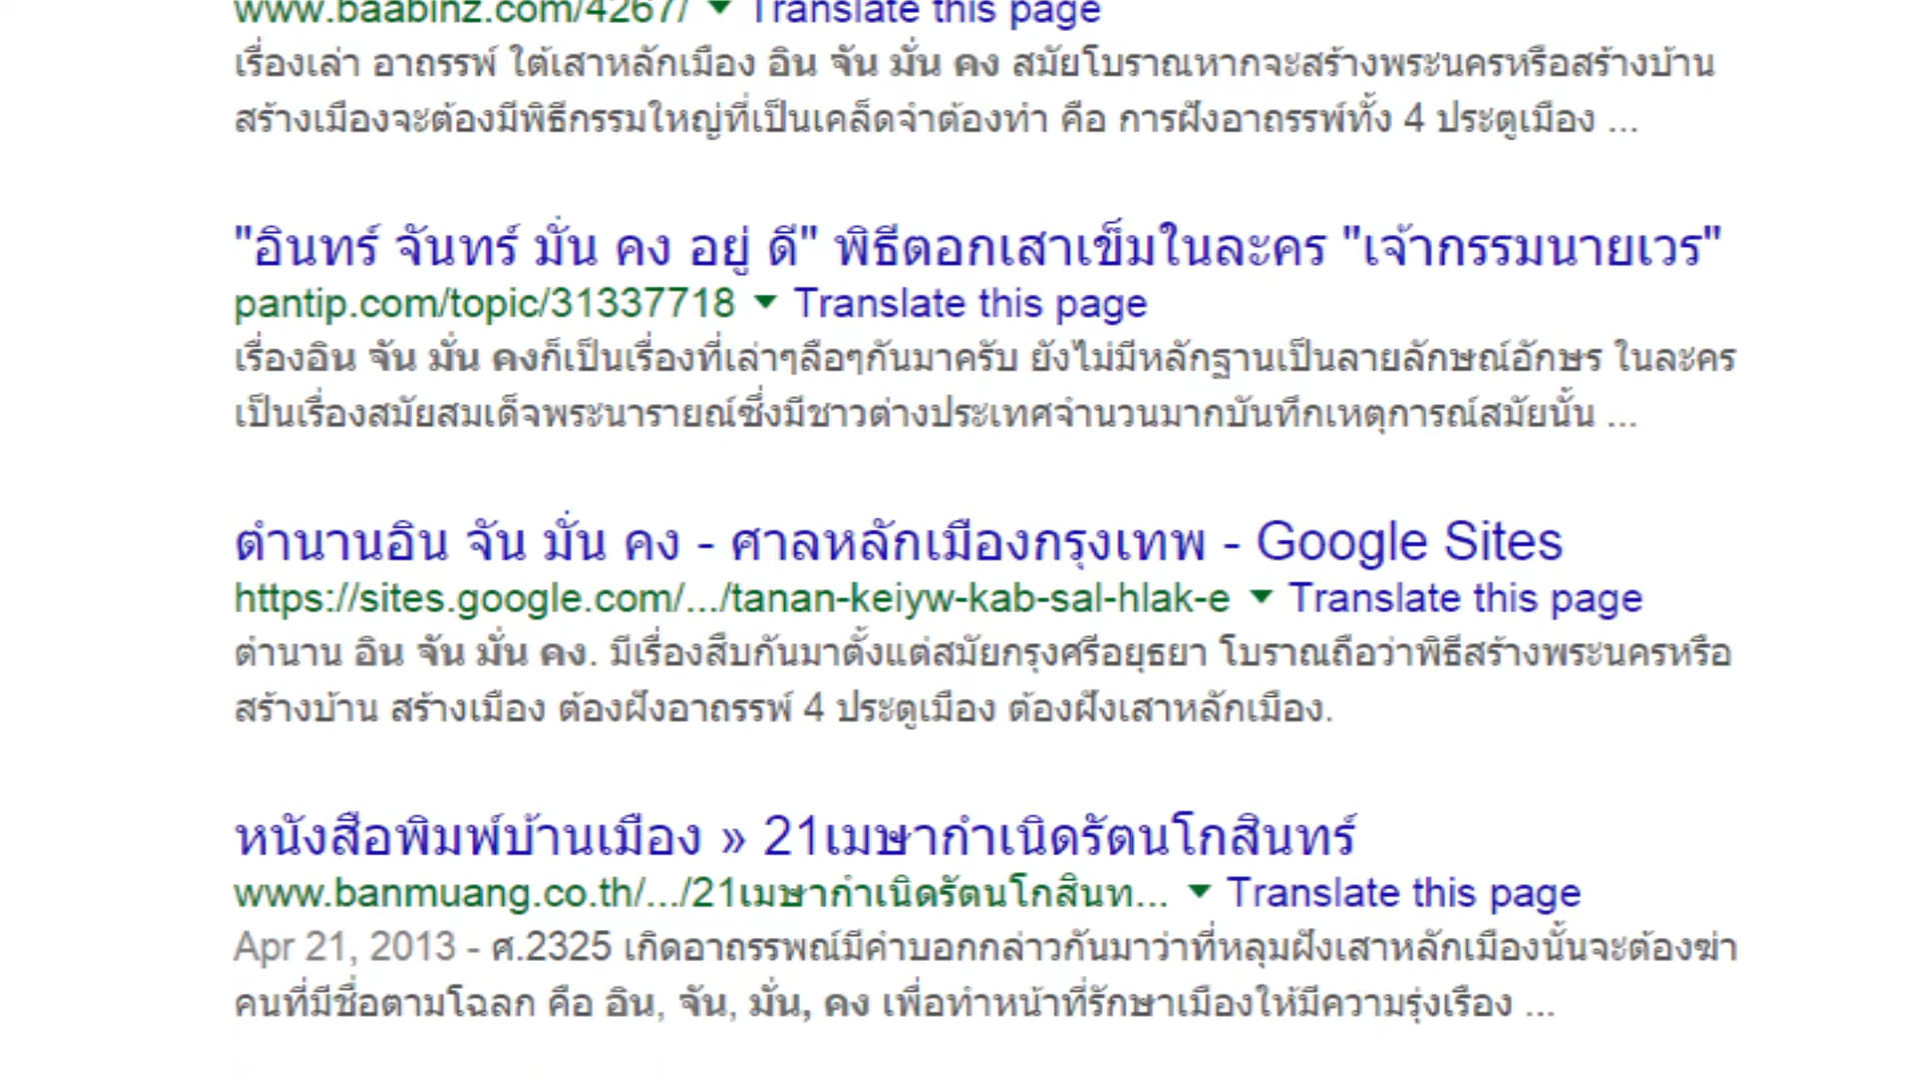 www.baabinz.com/4267/ ▼ Translate this page
เรื่องเล่า อาถรรพ์ ใต้เสาหลักเมือง อิน จัน มั่น คง สมัยโบราณหากจะสร้างพระนครหรือสร้างบ้าน
สร้างเมืองจะต้องมีพิธีกรรมใหญ่ที่เป็นเคล็ดจำต้องทำ คือ การฝังอาถรรพ์ทั้ง 4 ประตูเมือง ...
"อินทร์ จันทร์ มั่น คง อยู่ ดี" พิธีตอกเสาเข็มในละคร "เจ้ากรรมนายเวร"
pantip.com/topic/31337718 ▼ Translate this page
เรื่องอิน จัน มั่น คงก็เป็นเรื่องที่เล่าๆลือๆกันมาครับ ยังไม่มีหลักฐานเป็นลายลักษณ์อักษร ในละคร
เป็นเรื่องสมัยสมเด็จพระนารายณ์ซึ่งมีชาวต่างประเทศจำนวนมากบันทึกเหตุการณ์สมัยนั้น ...
ตำนานอิน จัน มั่น คง - ศาลหลักเมืองกรุงเทพ - Google Sites
https://sites.google.com/.../tanan-keiyw-kab-sal-hlak-e ▼ Translate this page
ตำนาน อิน จัน มั่น คง. มีเรื่องสืบกันมาตั้งแต่สมัยกรุงศรีอยุธยา โบราณถือว่าพิธีสร้างพระนครหรือ
สร้างบ้าน สร้างเมือง ต้องฝังอาถรรพ์ 4 ประตูเมือง ต้องฝังเสาหลักเมือง.
หนังสือพิมพ์บ้านเมือง » 21เมษากำเนิดรัตนโกสินทร์
www.banmuang.co.th/.../21เมษากำเนิดรัตนโกสินท... ▼ Translate this page
Apr 21, 2013 - ศ.2325 เกิดอาถรรพณ์มีคำบอกกล่าวกันมาว่าที่หลุมฝังเสาหลักเมืองนั้นจะต้องฆ่า
คนที่มีชื่อตามโฉลก คือ อิน, จัน, มั่น, คง เพื่อทำหน้าที่รักษาเมืองให้มีความรุ่งเรือง ...